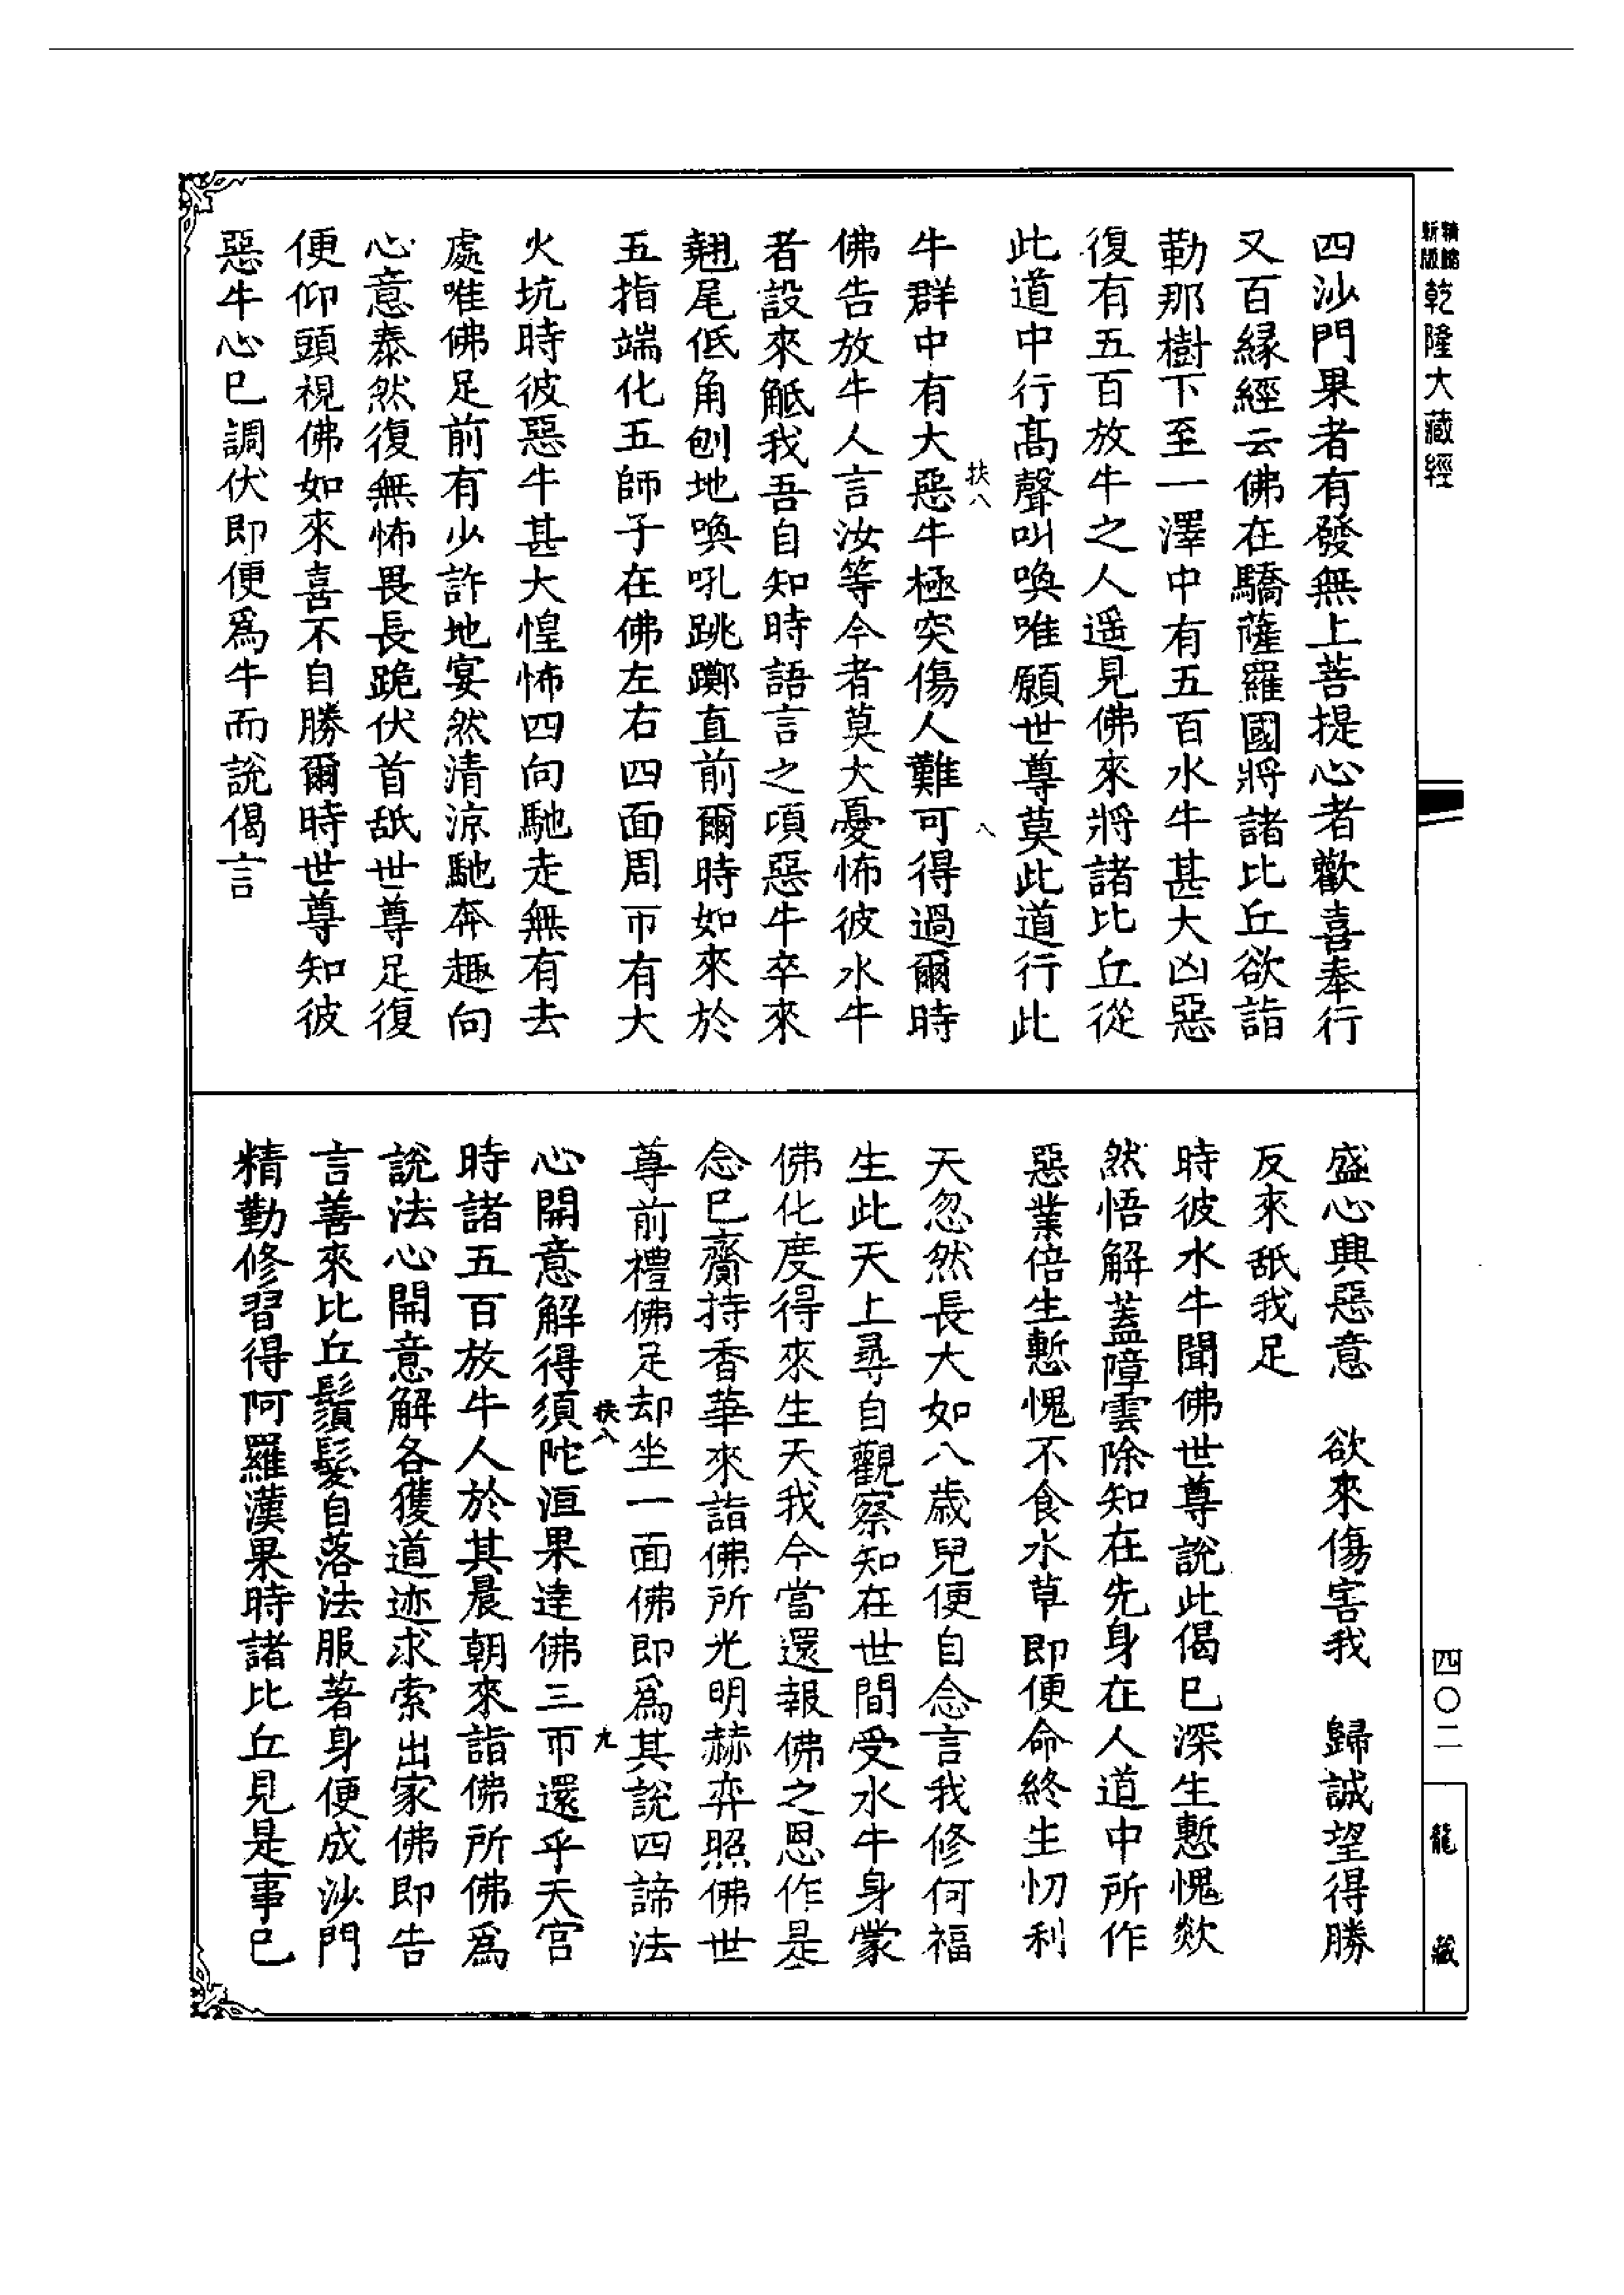 精縮新版乾隆大藏經
四沙門果者有發無上菩提心者歡喜奉行
又百緣經云佛在驕薩羅國將諸比丘欲詣
勒那樹下至一澤中有五百水牛甚大凶惡
復有五百放牛之人遥見佛來將諸比丘從
此道中行髙聲叫喚唯願世尊莫此道行此
扶八
八
牛群中有大惡牛極突傷人難可得過爾時
佛告放牛人言汝等今者莫大憂怖彼水牛
者設來觝我吾自知時語言之頃惡牛卒來
翹尾低角刨地喚吼跳躑直前爾時如來於
五指端化五師子在佛左右四面周帀有大
火坑時彼惡牛甚大惶怖四向馳走無有去
處唯佛足前有少許地宴然清涼馳奔趣向
心意泰然復無怖畏長跪伏首舐世尊足復
便仰頭視佛如來喜不自勝爾時世尊知彼
惡牛心已調伏即便爲牛而說偈言
盛心興惡意　欲來傷害我　歸誠望得勝
反來舐我足
時彼水牛聞佛世尊說此偈已深生慙愧欻
然悟解蓋障雲除知在先身在人道中所作
惡業倍生慙愧不食水草即便命終生忉利
天忽然長大如八歲兒便自念言我修何福
生此天上尋自觀察知在世間受水牛身蒙
佛化度得來生天我今當還報佛之恩作是
念已齎持香華來詣佛所光明赫弈照佛世
尊前禮佛足却坐一面佛即爲其說四諦法
扶八
九
心開意解得須陀洹果遶佛三帀還乎天宫
時諸五百放牛人於其晨朝來詣佛所佛爲
說法心開意解各獲道迹求索出家佛即告
言善來比丘鬚髮自落法服著身便成沙門
精勤修習得阿羅漢果時諸比丘見是事已
四〇二
龍藏